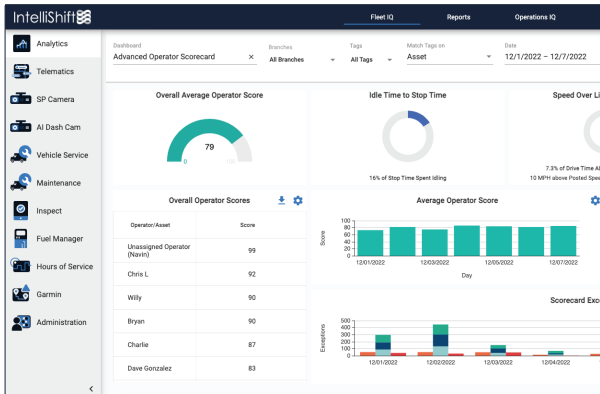 IntelliShift
Fleet IQ
Reports
Operations IQ
Analytics
Telematics
SP Camera
AI Dash Cam
Vehicle Service
Maintenance
Inspect
Fuel Manager
Hours of Service
Garmin
Administration
Dashboard
Advanced Operator Scorecard ×
Branches
All Branches
Tags
All Tags
Match Tags on
Asset
Date
12/1/2022 – 12/7/2022
Overall Average Operator Score
79
0
Idle Time to Stop Time
16% of Stop Time Spent Idling
Speed Over Li
7.3% of Drive Time Al
10 MPH above Posted Spee
Overall Operator Scores
Operator/Asset Score
Unassigned Operator
(Navin) 99
Chris L 92
Willy 90
Bryan 90
Charlie 87
Dave Gonzalez 83
Average Operator Score
Score
100
80
60
40
20
0
12/01/2022 12/03/2022 12/05/2022 12/07/2022
Day
Scorecard Exce
Exceptions
500
400
300
200
100
0
12/01/2022 12/02/2022 12/03/2022 12/04/2022